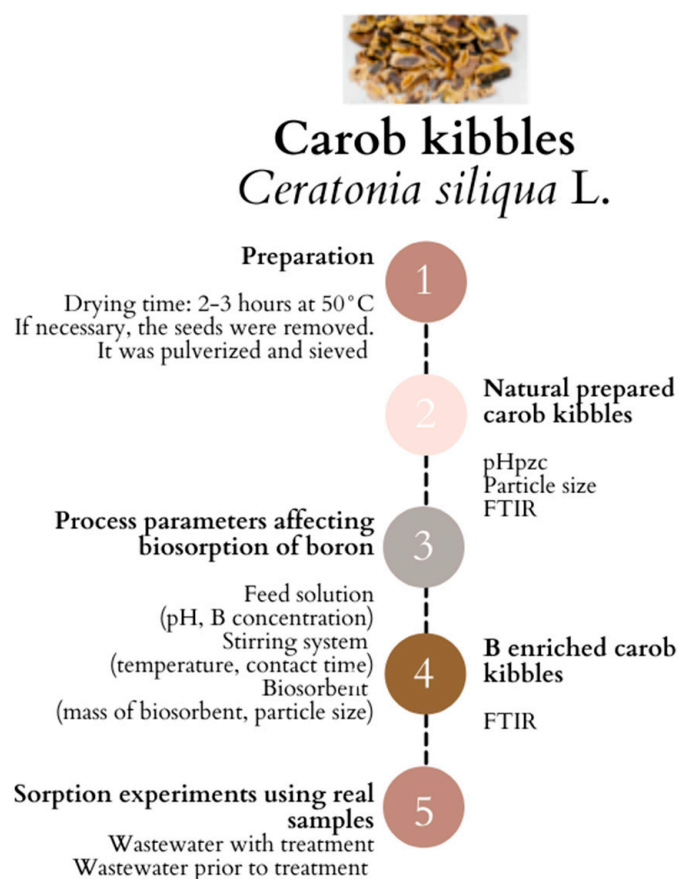 Carob kibbles
Ceratonia siliqua L.
1
Preparation
Drying time: 2-3 hours at 50°C
If necessary, the seeds were removed.
It was pulverized and sieved
2
Natural prepared
carob kibbles
pHpzc
Particle size
FTIR
3
Process parameters affecting
biosorption of boron
Feed solution
(pH, B concentration)
Stirring system
(temperature, contact time)
Biosorbent
(mass of biosorbent, particle size)
4
B enriched carob
kibbles
FTIR
5
Sorption experiments using real
samples
Wastewater with treatment
Wastewater prior to treatment